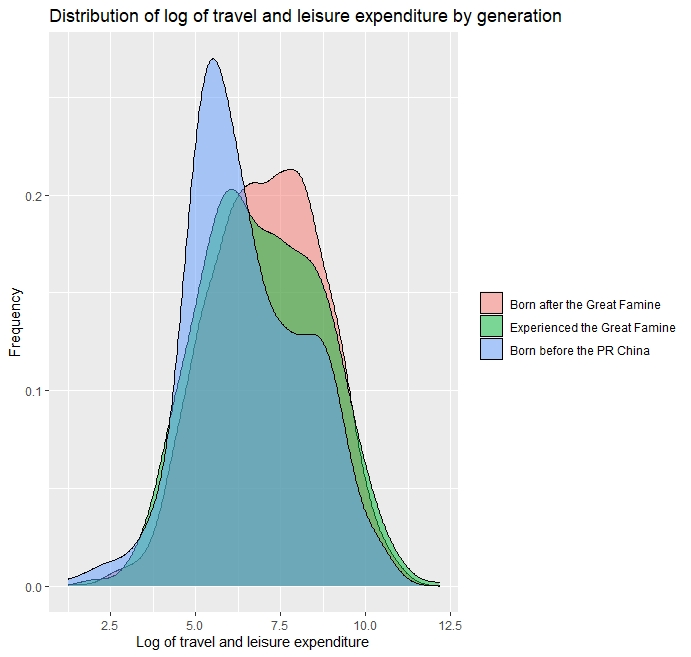 Distribution of log of travel and leisure expenditure by generation
Frequency
0.2
0.1
0.0
2.5 5.0 7.5 10.0 12.5
Log of travel and leisure expenditure
Born after the Great Famine
Experienced the Great Famine
Born before the PR China